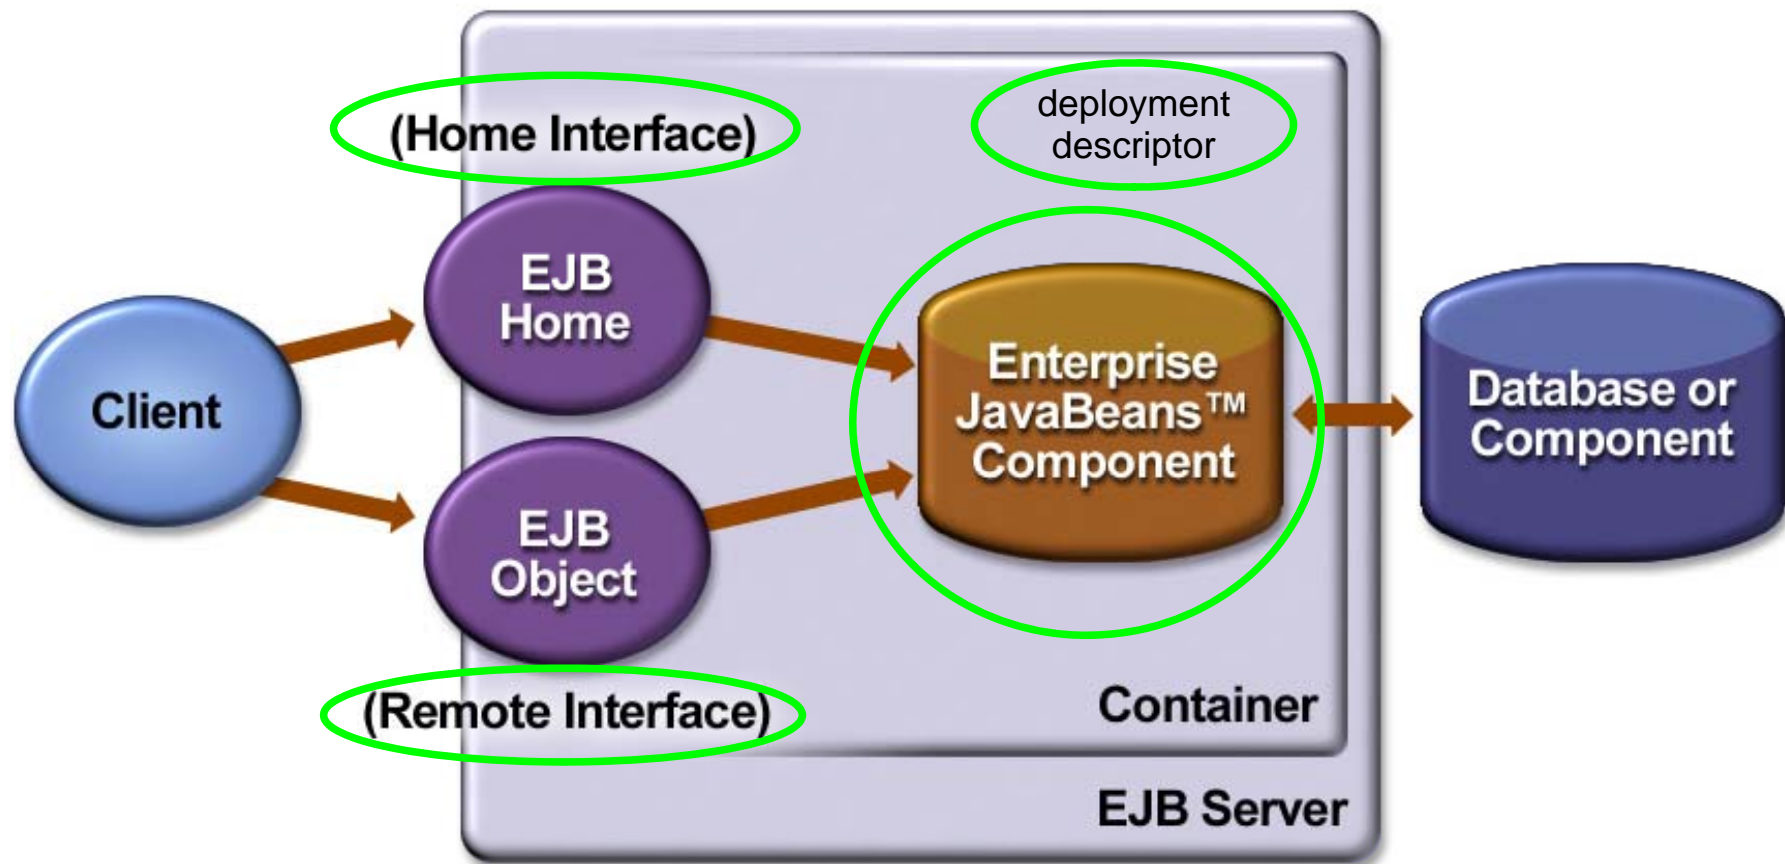 (Home Interface)
deployment
descriptor
EJB
Home
Client
Enterprise
JavaBeans™
Component
Database or
Component
EJB
Object
(Remote Interface)
Container
EJB Server